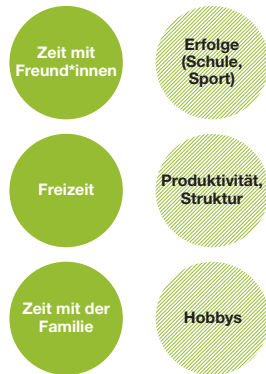 Zeit mit
Freund*innen
Erfolge
(Schule,
Sport)
Freizeit
Produktivität,
Struktur
Zeit mit der
Familie
Hobbys